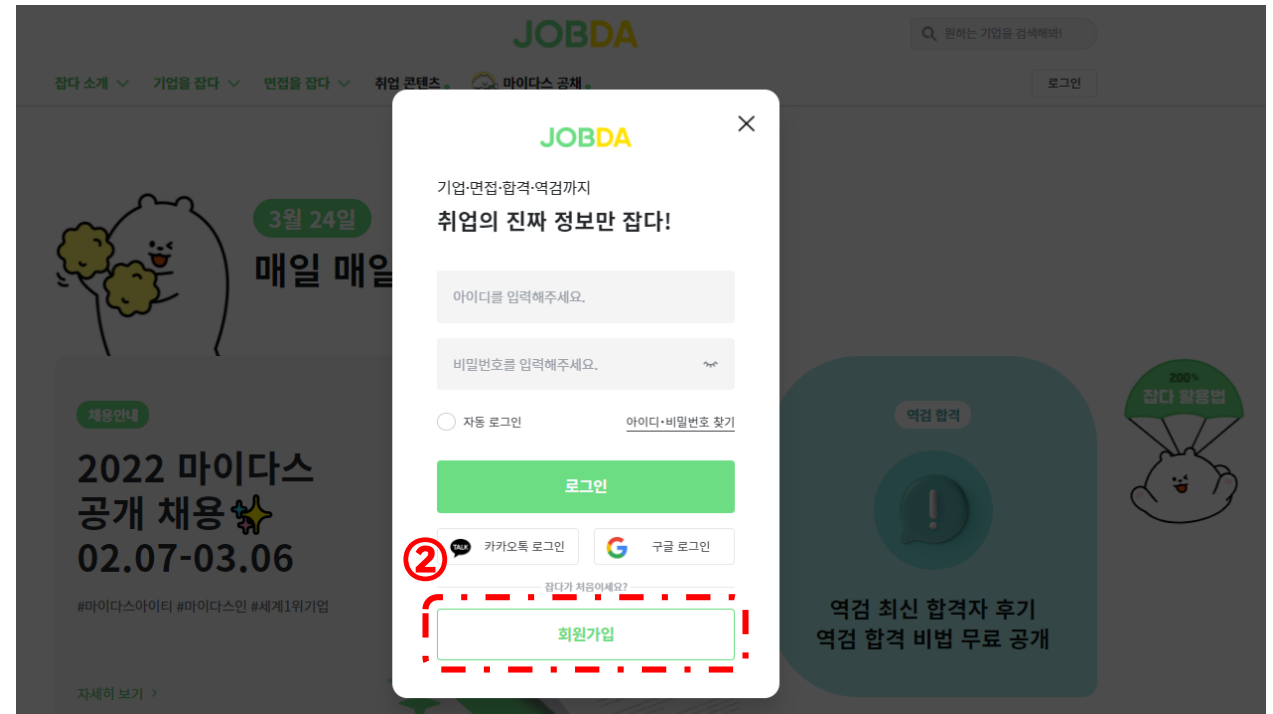 JOBDA
원하는 기업을 검색해봐!
잡다 소개 기업을 잡다 면접을 잡다 취업 콘텐츠 마이다스 공채
로그인
JOBDA
기업·면접·합격·역검까지
취업의 진짜 정보만 잡다!
3월 24일
매일 매일
아이디를 입력해주세요.
비밀번호를 입력해주세요.
자동 로그인 아이디·비밀번호 찾기
로그인
TALK 카카오톡 로그인 구글 로그인
②
잡다가 처음이세요?
회원가입
채용안내
2022 마이다스
공개 채용
02.07-03.06
#마이다스아이티 #마이다스인 #세계1위기업
자세히 보기
역검 합격
역검 최신 합격자 후기
역검 합격 비법 무료 공개
200%
잡다 활용법